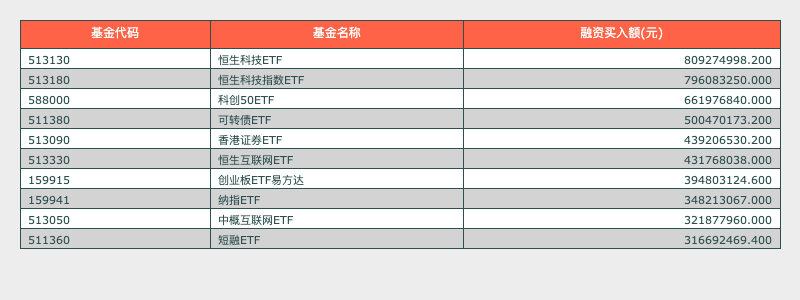 基金代码 基金名称 融资买入额(元)
513130 恒生科技ETF 809274998.200
513180 恒生科技指数ETF 796083250.000
588000 科创50ETF 661976840.000
511380 可转债ETF 500470173.200
513090 香港证券ETF 439206530.200
513330 恒生互联网ETF 431768038.000
159915 创业板ETF易方达 394803124.600
159941 纳指ETF 348213067.000
513050 中概互联网ETF 321877960.000
511360 短融ETF 316692469.400